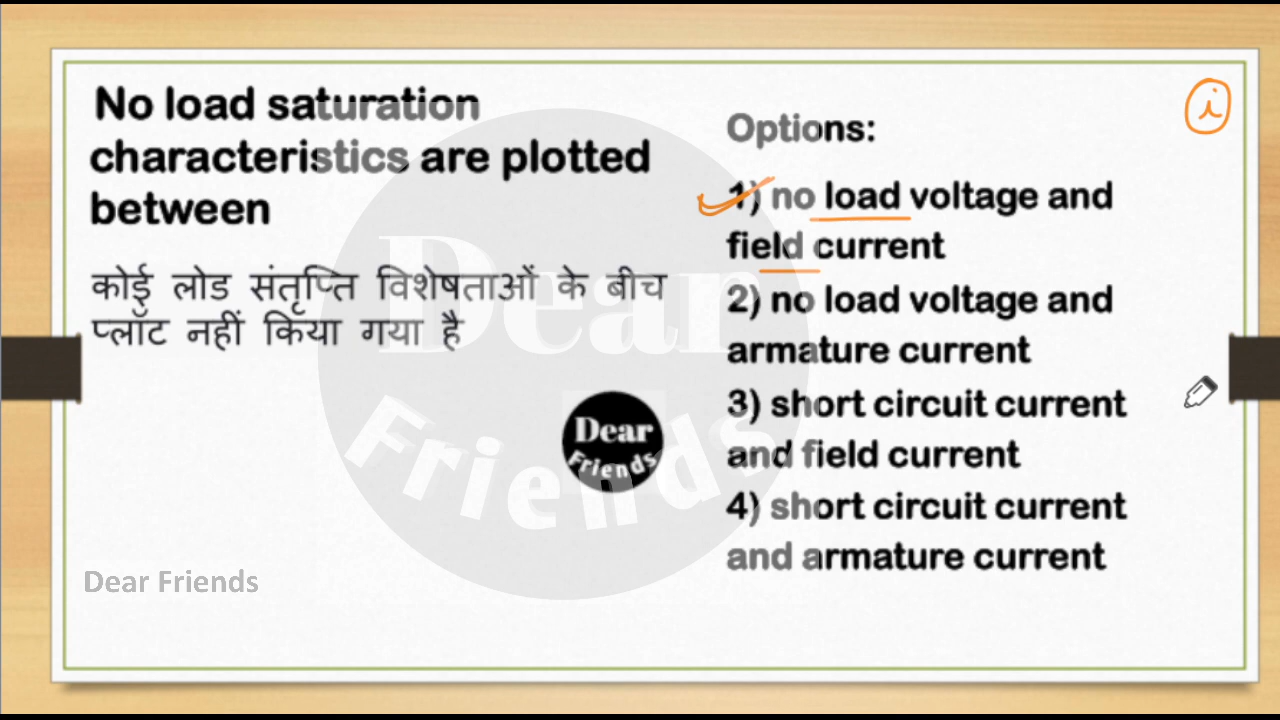 No load saturation
characteristics are plotted
between
कोई लोड संतृप्ति विशेषताओं के बीच
प्लॉट नहीं किया गया है
Options:
1) no load voltage and
field current
2) no load voltage and
armature current
3) short circuit current
and field current
4) short circuit current
and armature current
i
Dear
Friends
Dear
Friends
Dear Friends